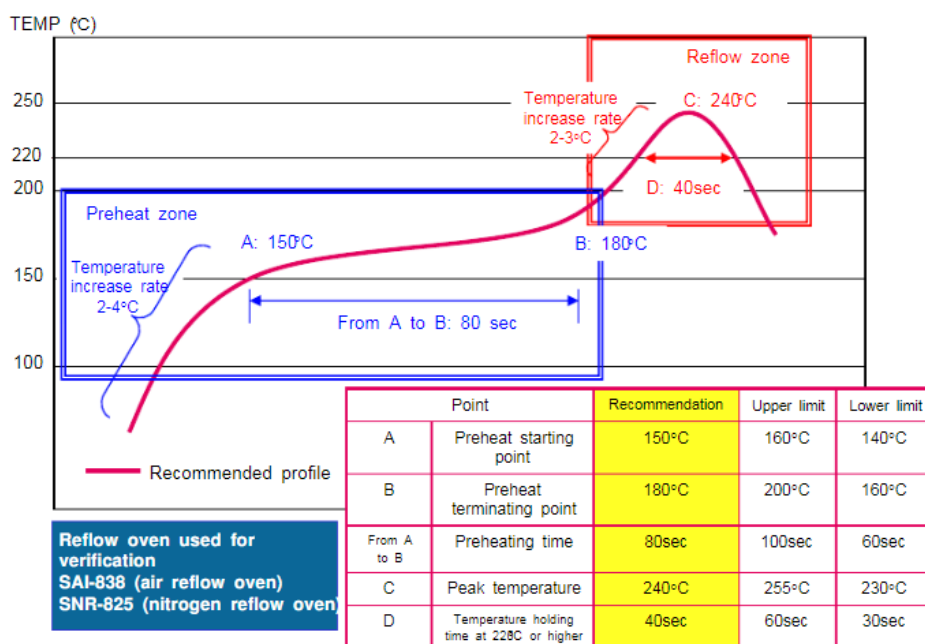 TEMP (°C)
Reflow zone
250
Temperature
increase rate
2-3°C
C: 240°C
220
200
D: 40sec
Preheat zone
A: 150°C
B: 180°C
Temperature
increase rate
2-4°C
150
From A to B: 80 sec
100
Recommended profile
Point Recommendation Upper limit Lower limit
A Preheat starting
point 150°C 160°C 140°C
B Preheat
terminating point 180°C 200°C 160°C
From A
to B Preheating time 80sec 100sec 60sec
C Peak temperature 240°C 255°C 230°C
D Temperature holding
time at or higher 40sec 60sec 30sec
Reflow oven used for
verification
SAI-838 (air reflow oven)
SNR-825 (nitrogen reflow oven)